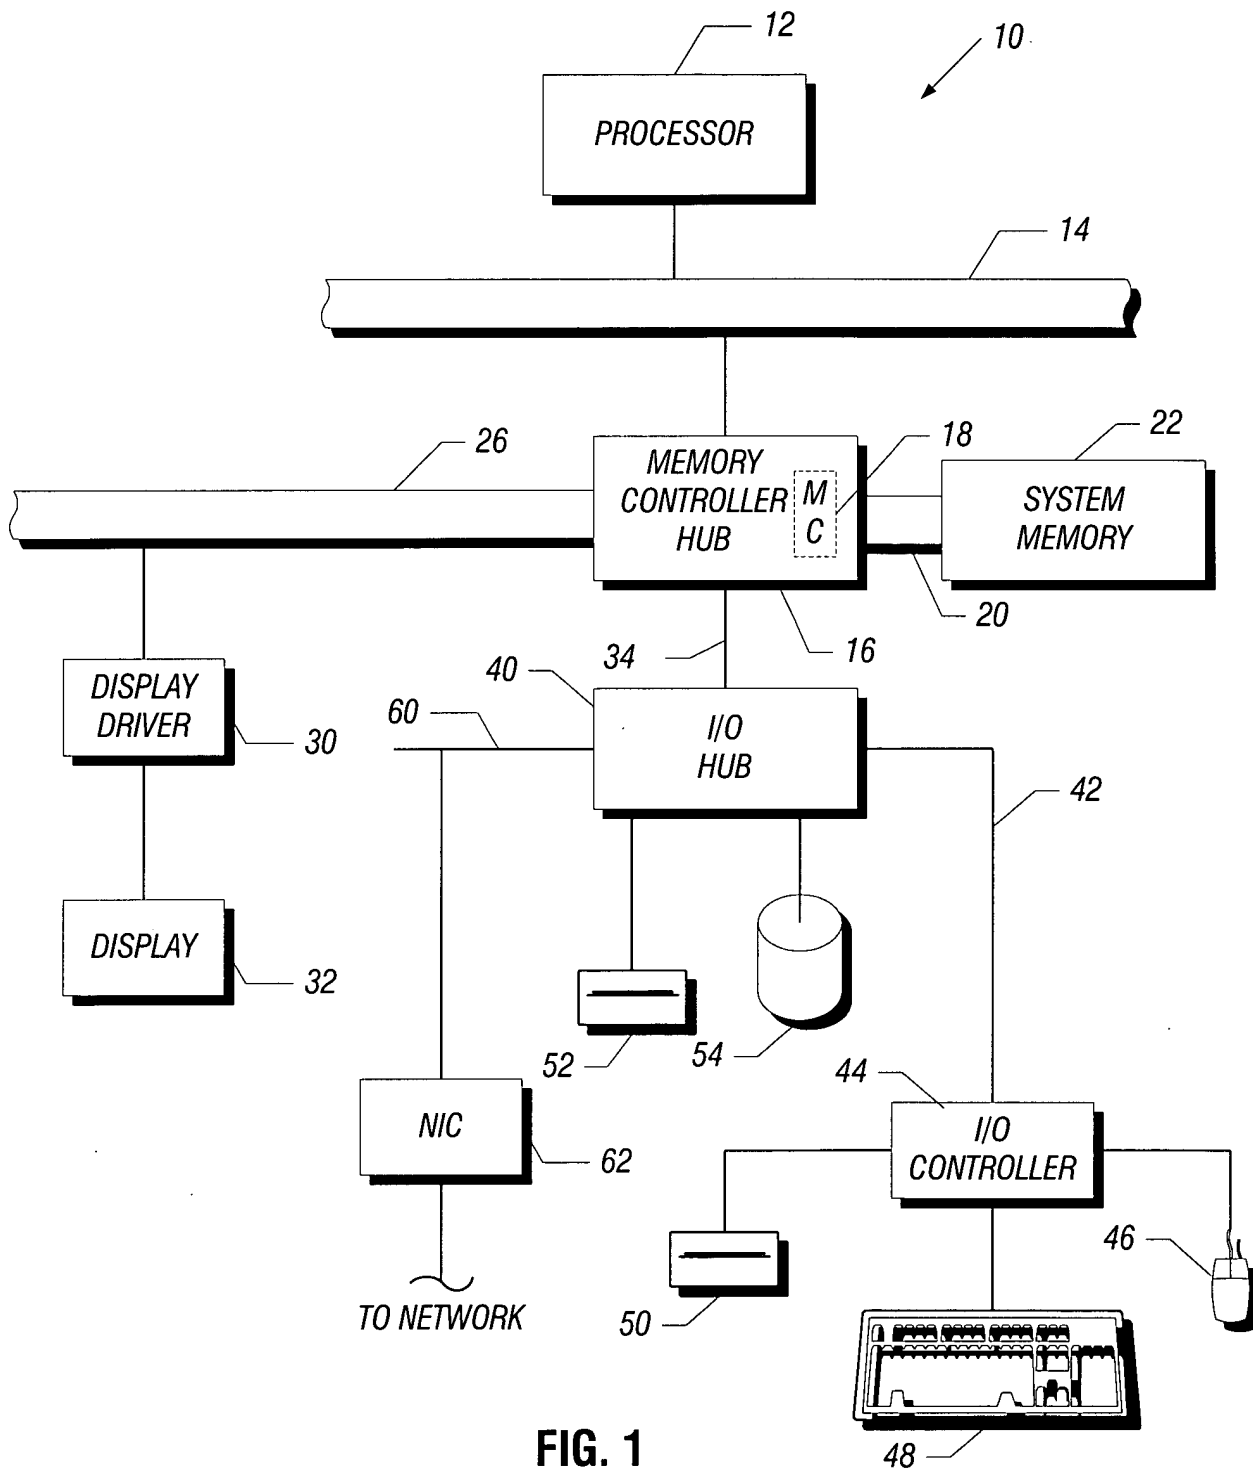 12
10
PROCESSOR
14
26
18
22
MEMORY
CONTROLLER
HUB
M
C
SYSTEM
MEMORY
20
34
16
40
DISPLAY
DRIVER
30
60
I/O
HUB
42
DISPLAY
32
52
54
44
NIC
62
I/O
CONTROLLER
46
50
TO NETWORK
48
FIG. 1